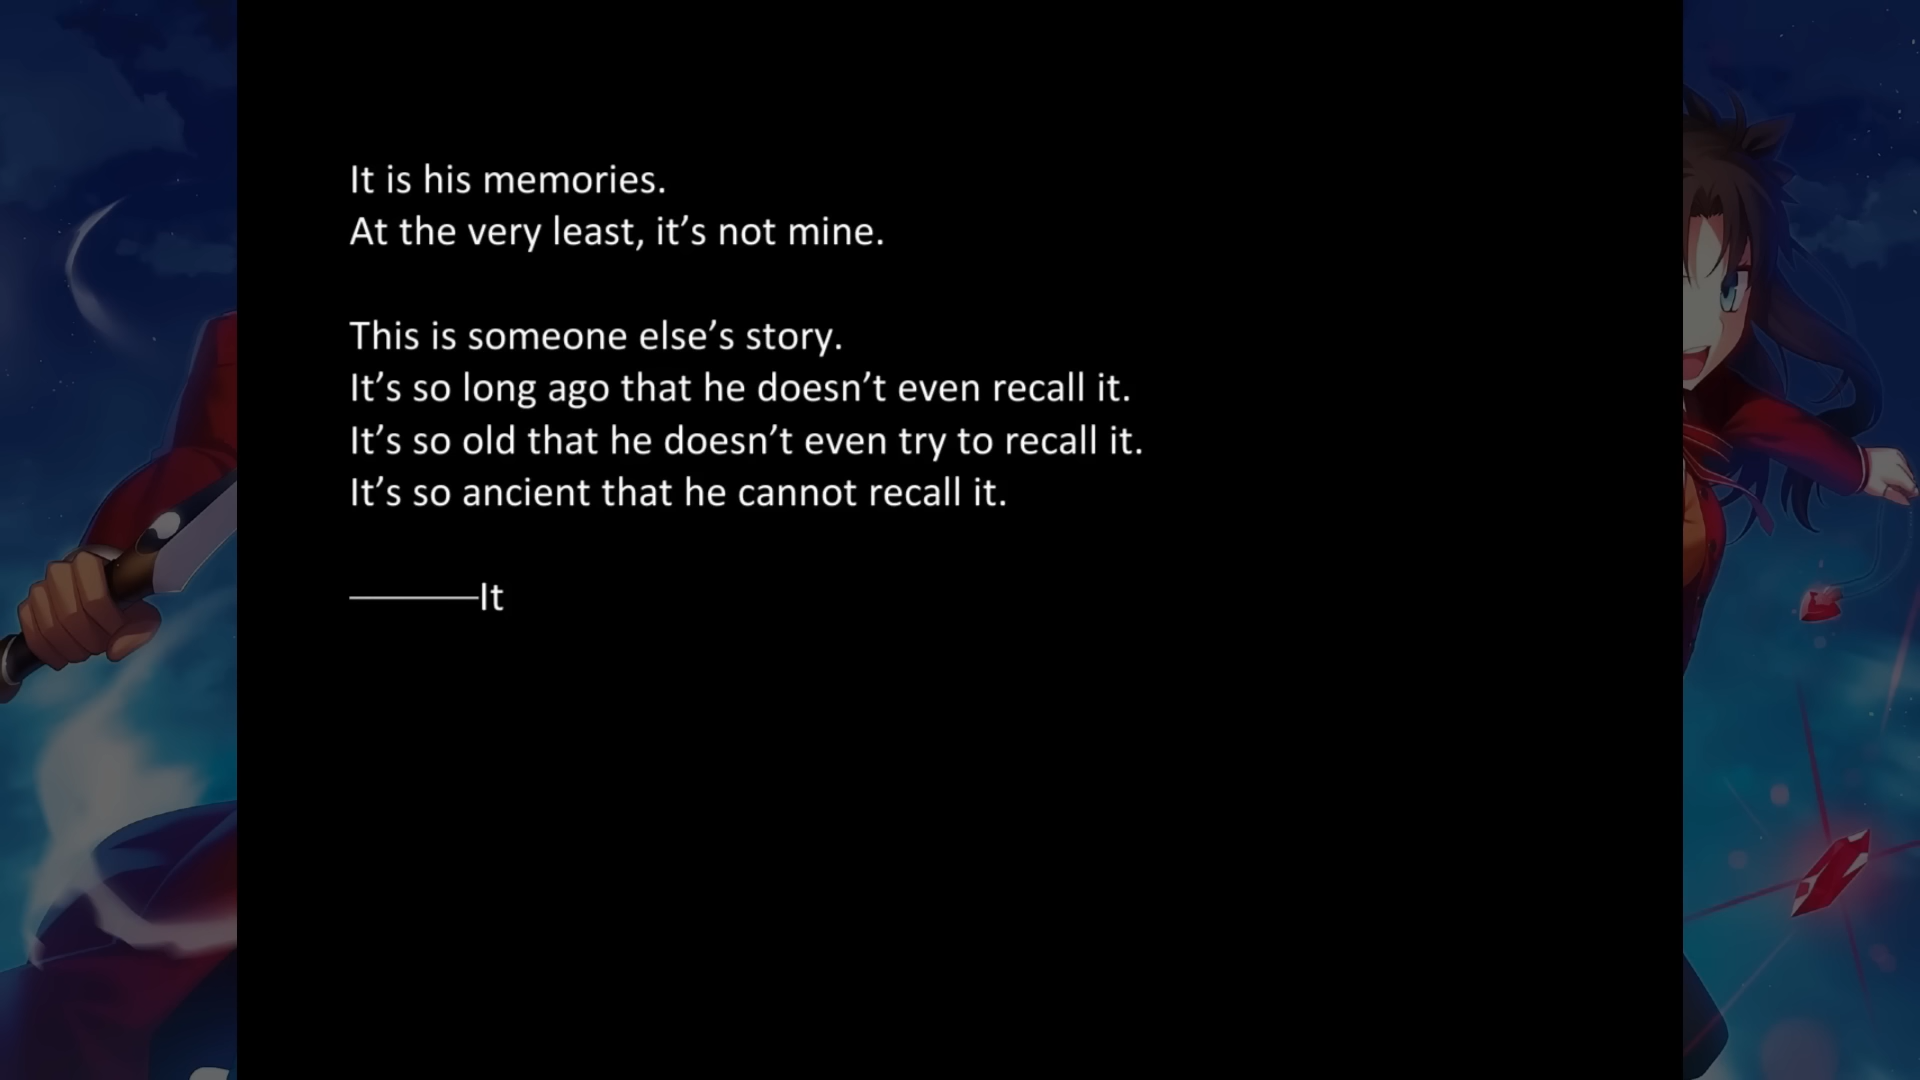 It is his memories.
At the very least, it’s not mine.
This is someone else’s story.
It’s so long ago that he doesn’t even recall it.
It’s so old that he doesn’t even try to recall it.
It’s so ancient that he cannot recall it.
―――――It